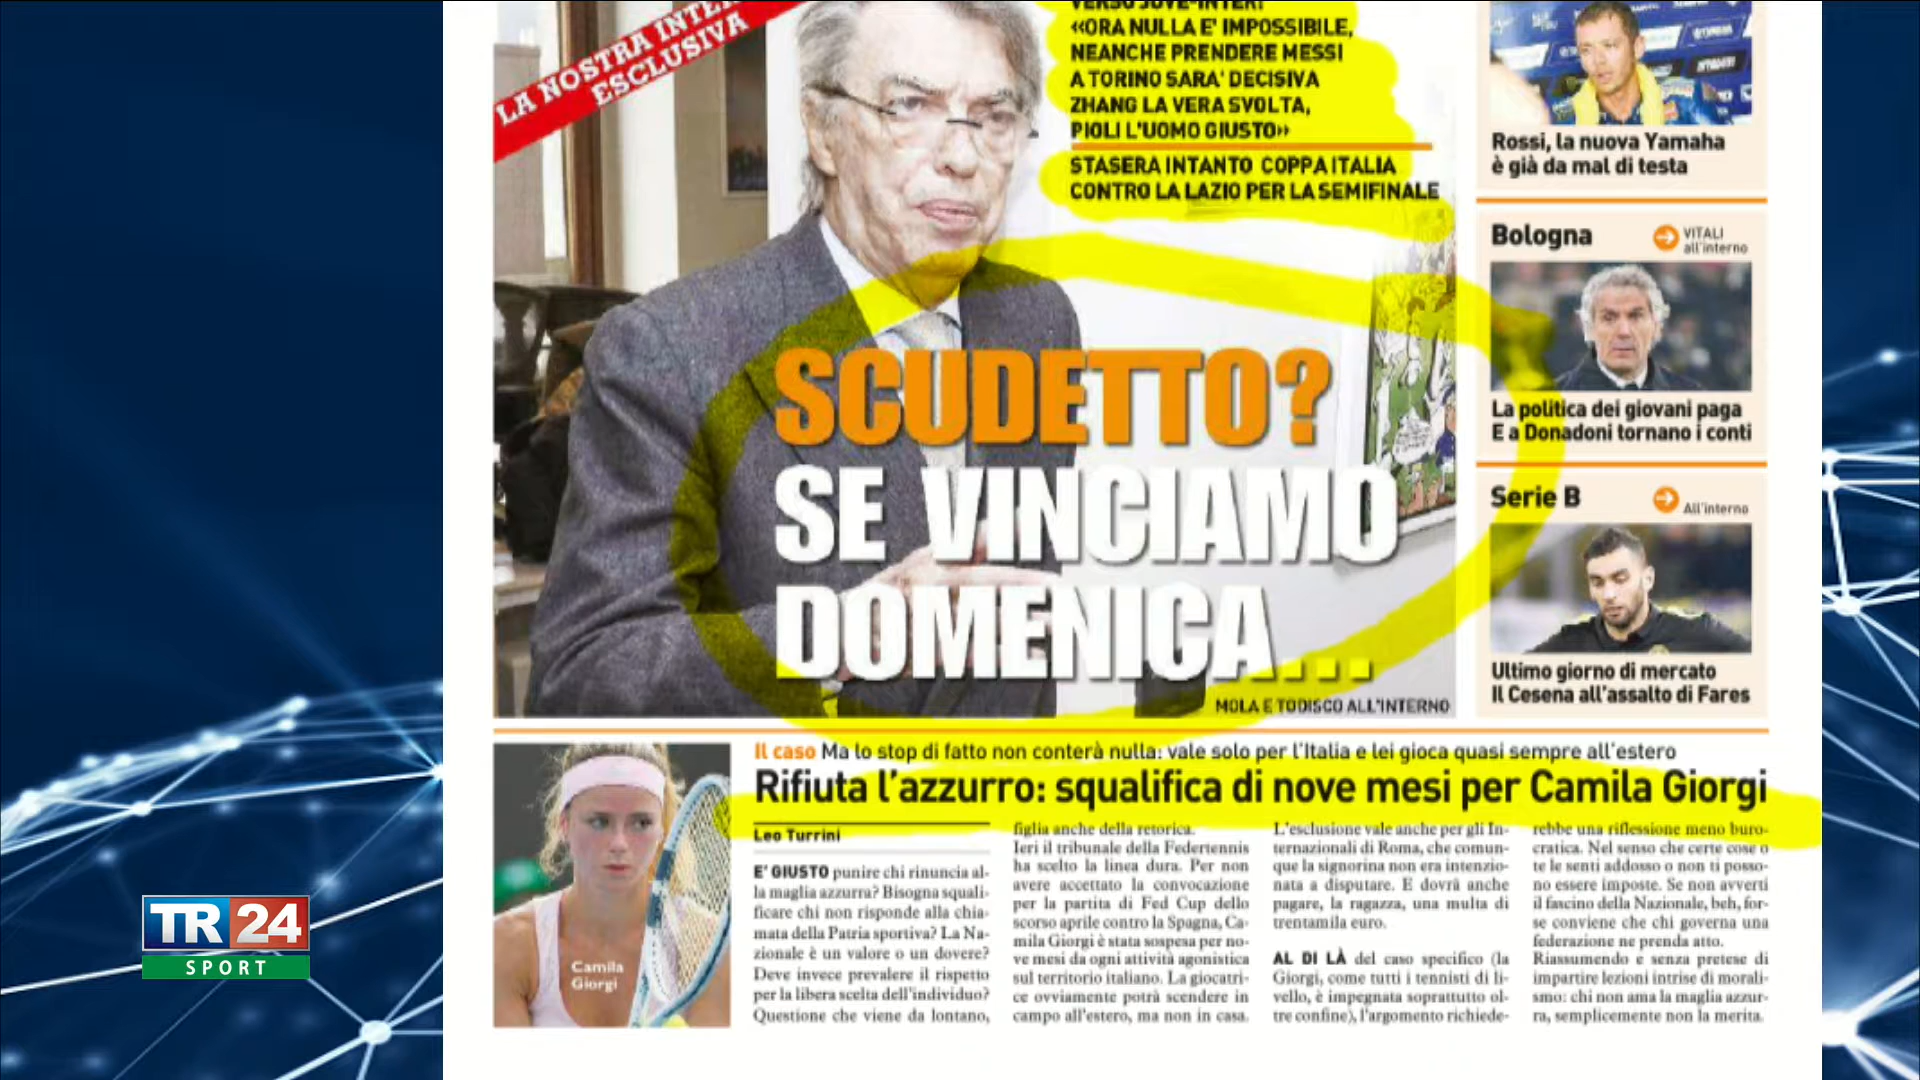 LA NOSTRA INTER
ESCLUSIVA
VERSO JUVE-INTER:
«ORA NULLA E' IMPOSSIBILE,
NEANCHE PRENDERE MESSI
A TORINO SARA' DECISIVA
ZHANG LA VERA SVOLTA,
PIOLI L'UOMO GIUSTO»
STASERA INTANTO COPPA ITALIA
CONTRO LA LAZIO PER LA SEMIFINALE
SCUDETTO?
SE VINCIAMO
DOMENICA...
MOLA E TODISCO ALL'INTERNO
Rossi, la nuova Yamaha
è già da mal di testa
Bologna
VITALI
all'interno
La politica dei giovani paga
E a Donadoni tornano i conti
Serie B
All'interno
Ultimo giorno di mercato
Il Cesena all'assalto di Fares
Il caso Ma lo stop di fatto non conterà nulla: vale solo per l'Italia e lei gioca quasi sempre all'estero
Rifiuta l'azzurro: squalifica di nove mesi per Camila Giorgi
Camila
Giorgi
Leo Turrini
E' GIUSTO punire chi rinuncia al-
la maglia azzurra? Bisogna squali-
ficare chi non risponde alla chia-
mata della Patria sportiva? La Na-
zionale è un valore o un dovere?
Deve invece prevalere il rispetto
per la libera scelta dell'individuo?
Questione che viene da lontano,
figlia anche della retorica.
Ieri il tribunale della Federtennis
ha scelto la linea dura. Per non
avere accettato la convocazione
per la partita di Fed Cup dello
scorso aprile contro la Spagna, Ca-
mila Giorgi è stata sospesa per no-
ve mesi da ogni attività agonistica
sul territorio italiano. La giocatri-
ce ovviamente potrà scendere in
campo all'estero, ma non in casa.
L'esclusione vale anche per gli In-
ternazionali di Roma, che comun-
que la signorina non era intenzio-
nata a disputare. E dovrà anche
pagare, la ragazza, una multa di
trentamila euro.
AL DI LÀ del caso specifico (la
Giorgi, come tutti i tennisti di li-
vello, è impegnata soprattutto ol-
tre confine), l'argomento richiede-
rebbe una riflessione meno buro-
cratica. Nel senso che certe cose o
te le senti addosso o non ti posso-
no essere imposte. Se non avverti
il fascino della Nazionale, beh, for-
se conviene che chi governa una
federazione ne prenda atto.
Riassumendo e senza pretese di
impartire lezioni intrise di morali-
smo: chi non ama la maglia azzur-
ra, semplicemente non la merita.
TR24
SPORT